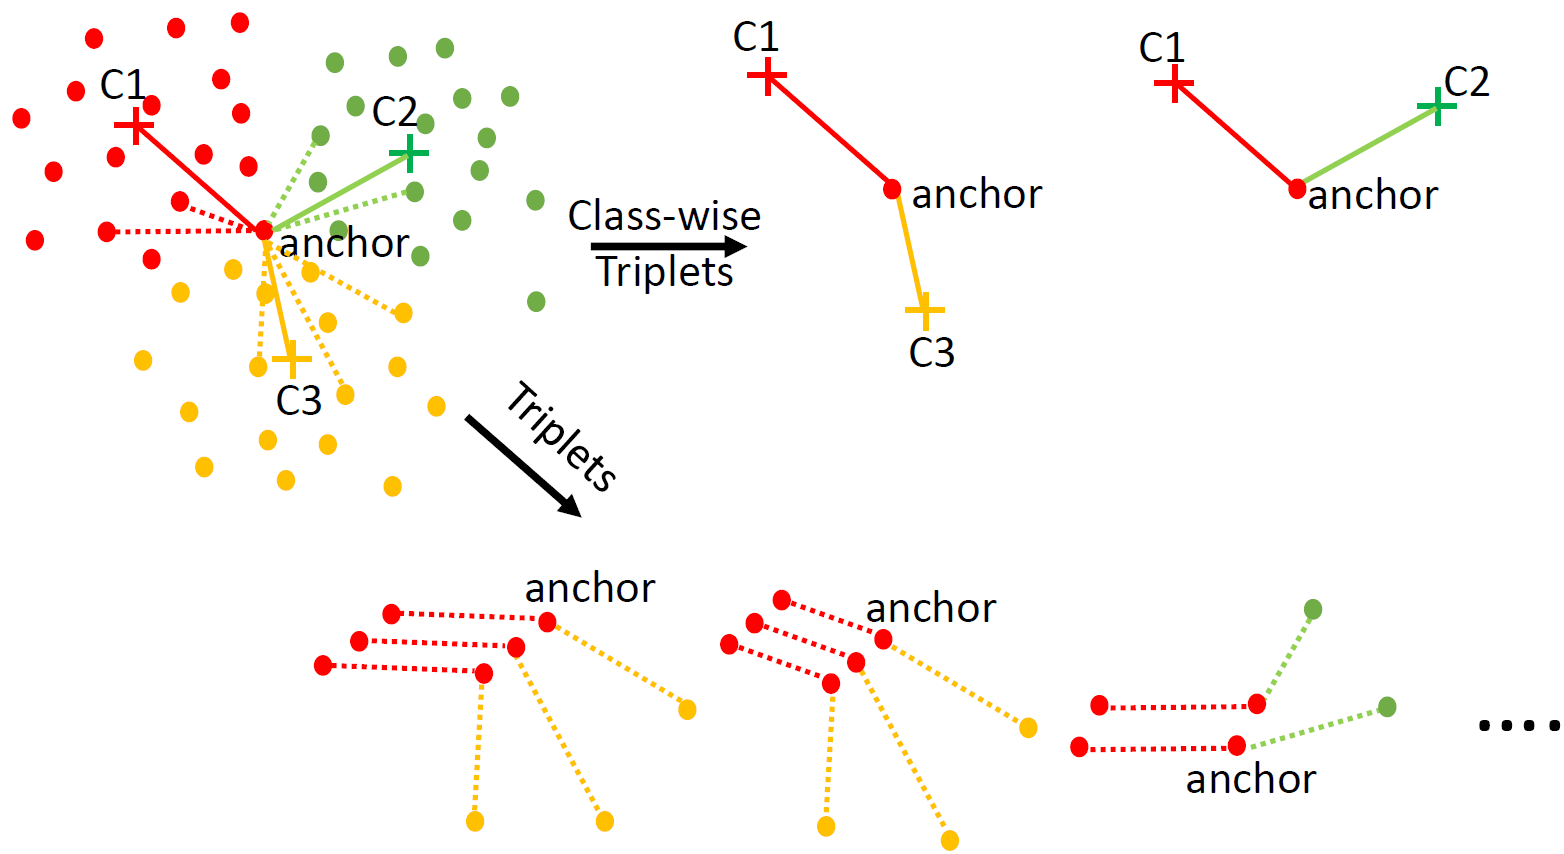 C1
C2
anchor
C3
Class-wise
Triplets
C1
anchor
C3
C1
C2
anchor
Triplets
anchor
anchor
anchor
....